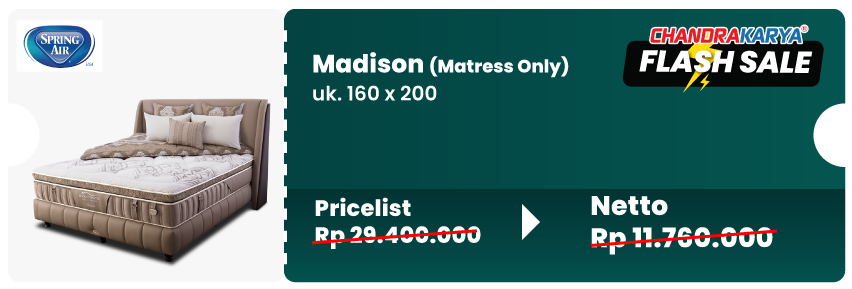 SPRING
AIR
USA
CHANDRAKARYA®
FLASH SALE
Madison (Matress Only)
uk. 160 x 200
Pricelist
Rp 29.400.000
Netto
Rp 11.760.000